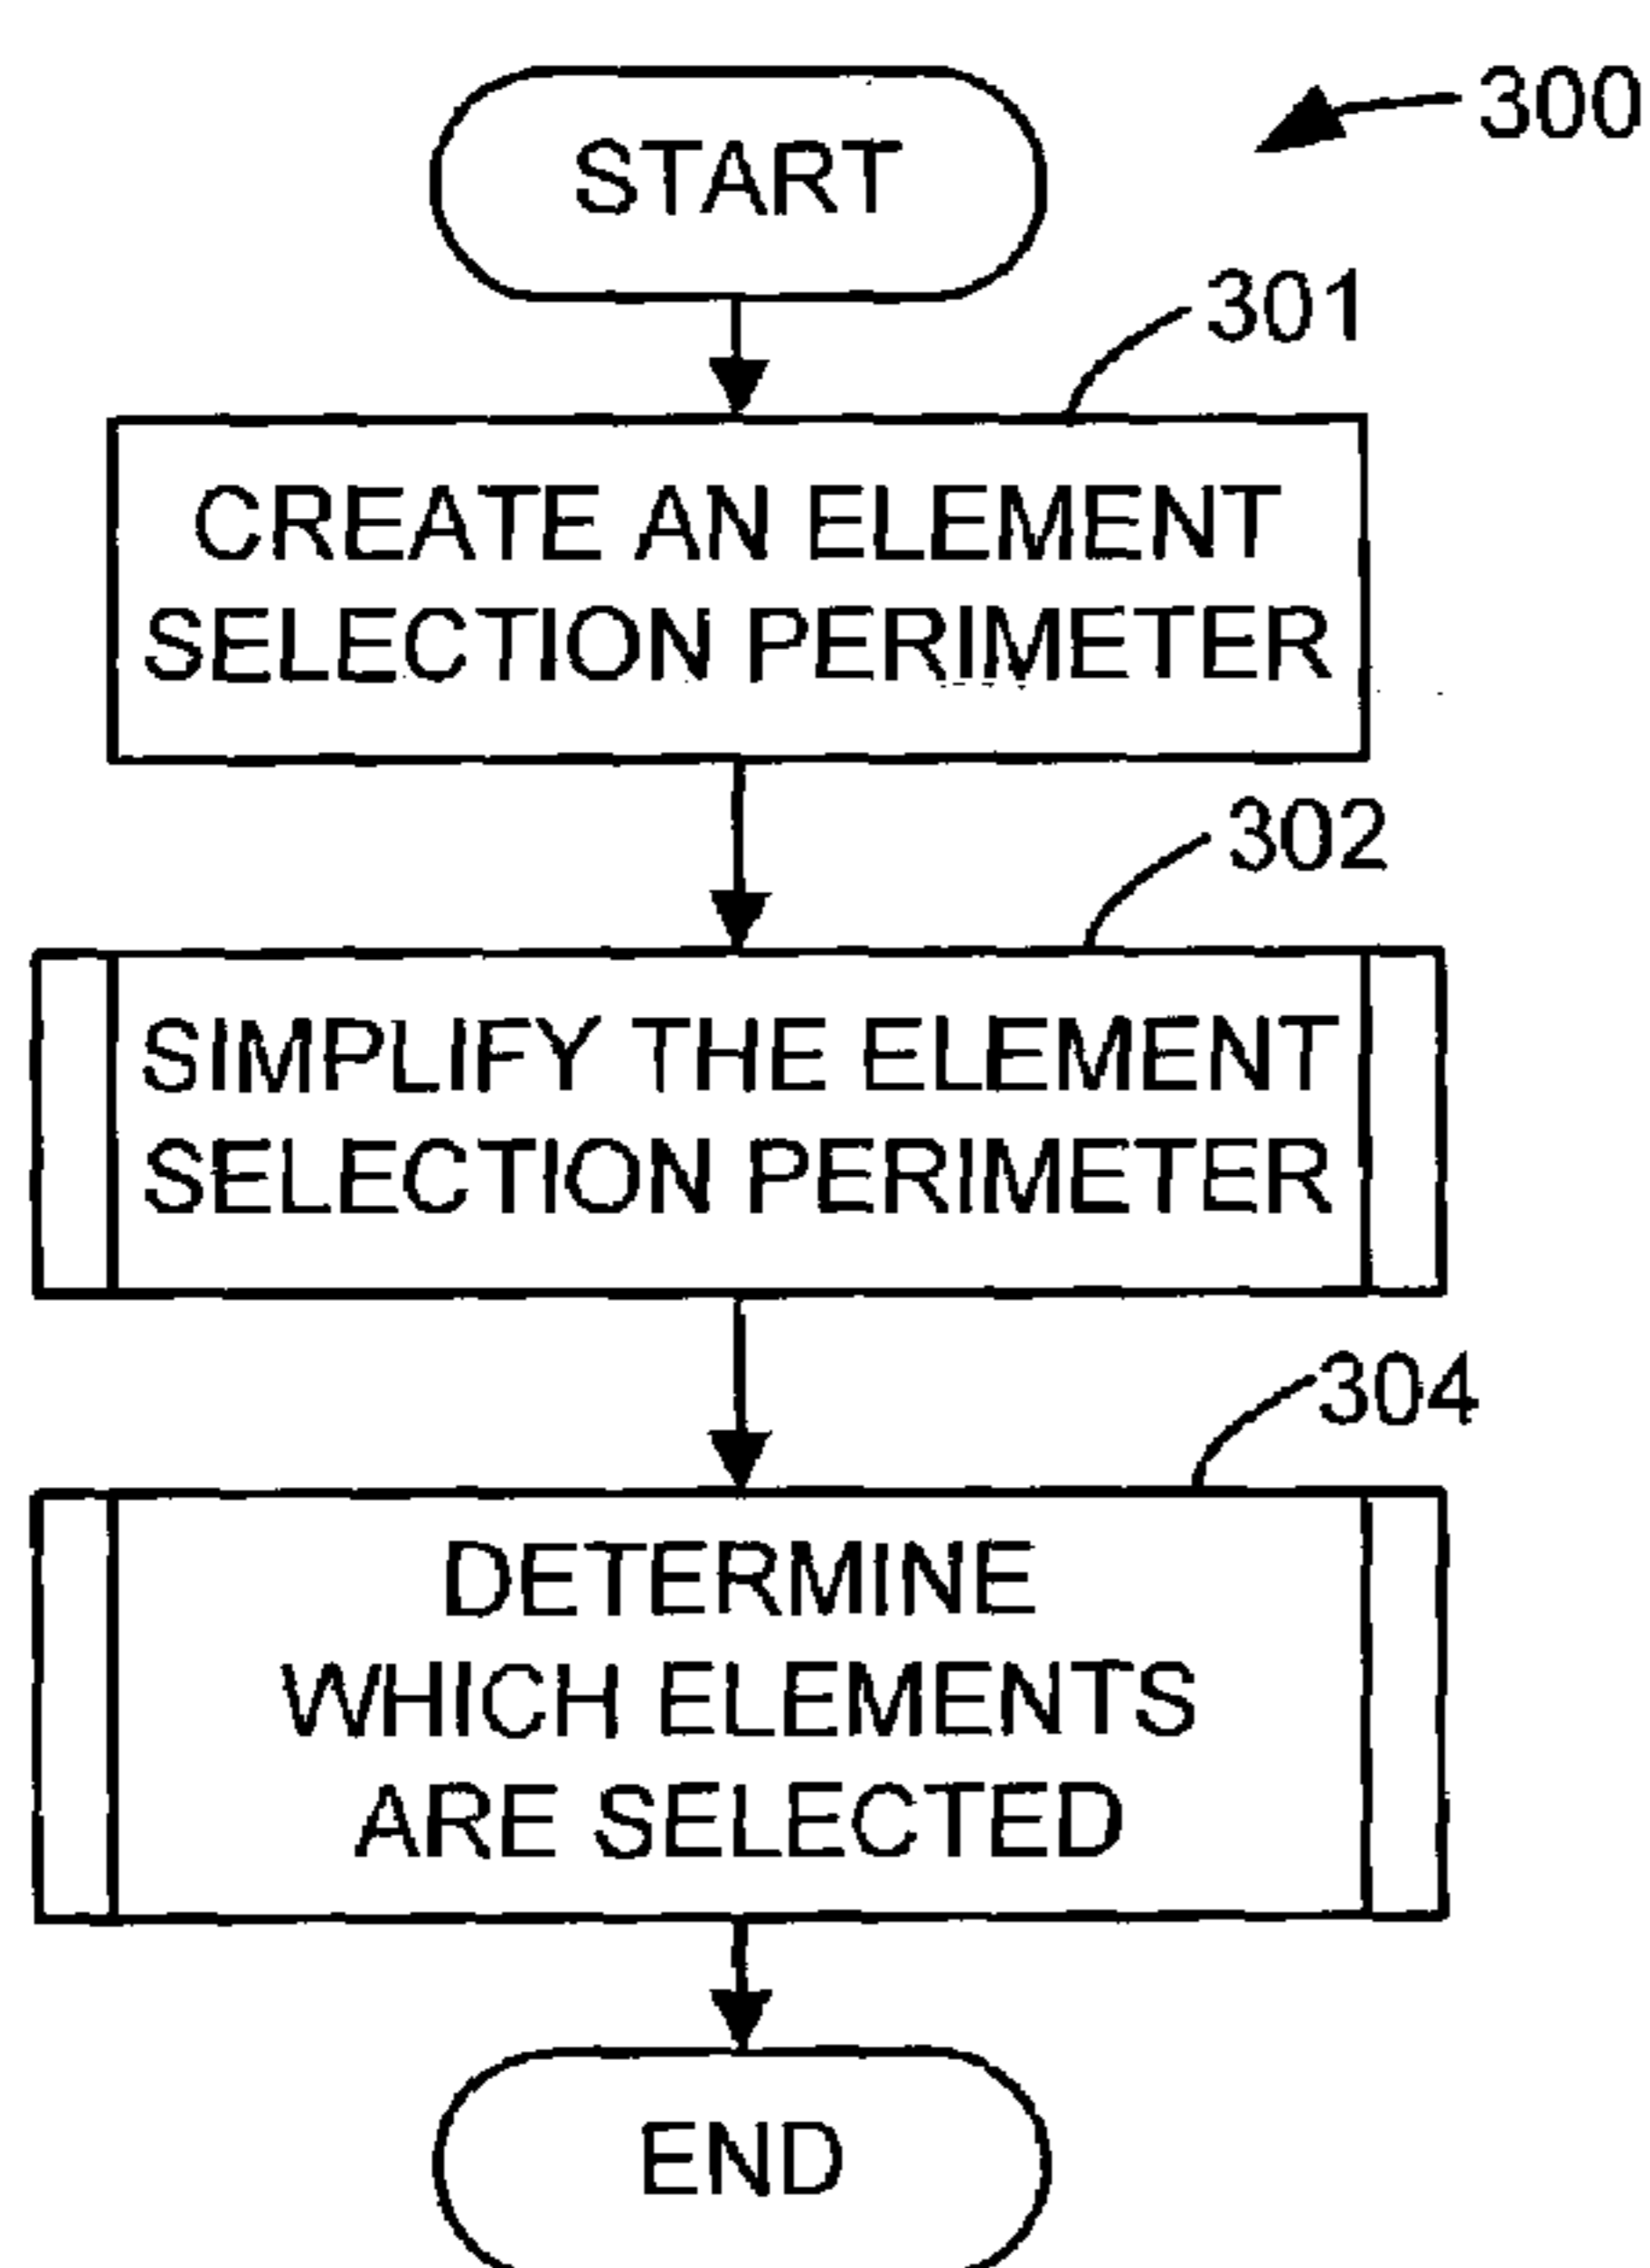 START
300
301
CREATE AN ELEMENT
SELECTION PERIMETER
302
SIMPLIFY THE ELEMENT
SELECTION PERIMETER
304
DETERMINE
WHICH ELEMENTS
ARE SELECTED
END